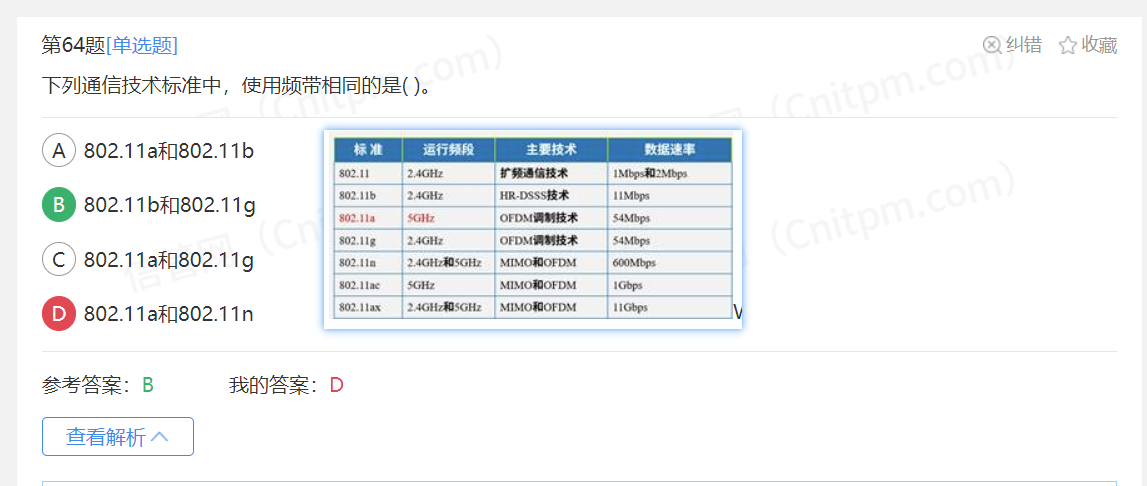 第64题[单选题]
纠错 收藏
下列通信技术标准中，使用频带相同的是( )。
A 802.11a和802.11b
B 802.11b和802.11g
C 802.11a和802.11g
D 802.11a和802.11n
标 准 运行频段 主要技术 数据速率
802.11 2.4GHz 扩频通信技术 1Mbps和2Mbps
802.11b 2.4GHz HR-DSSS技术 11Mbps
802.11a 5GHz OFDM调制技术 54Mbps
802.11g 2.4GHz OFDM调制技术 54Mbps
802.11n 2.4GHz和5GHz MIMO和OFDM 600Mbps
802.11ac 5GHz MIMO和OFDM 1Gbps
802.11ax 2.4GHz和5GHz MIMO和OFDM 11Gbps
参考答案： B 我的答案： D
查看解析
信管网（Cn
（Cnitpm.com）
（Cnitpm.com）